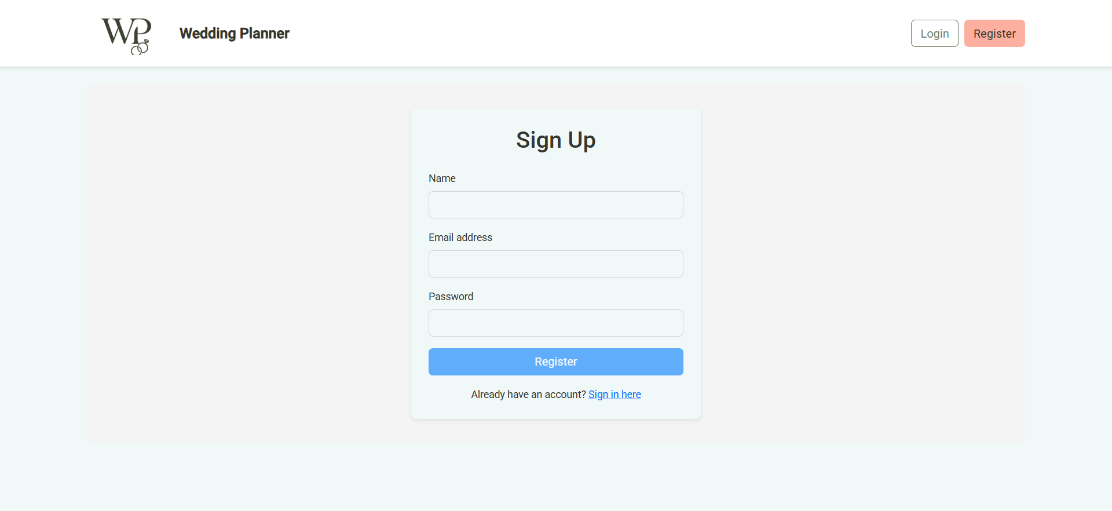 WP
Wedding Planner
Login
Register
Sign Up
Name
Email address
Password
Register
Already have an account? Sign in here